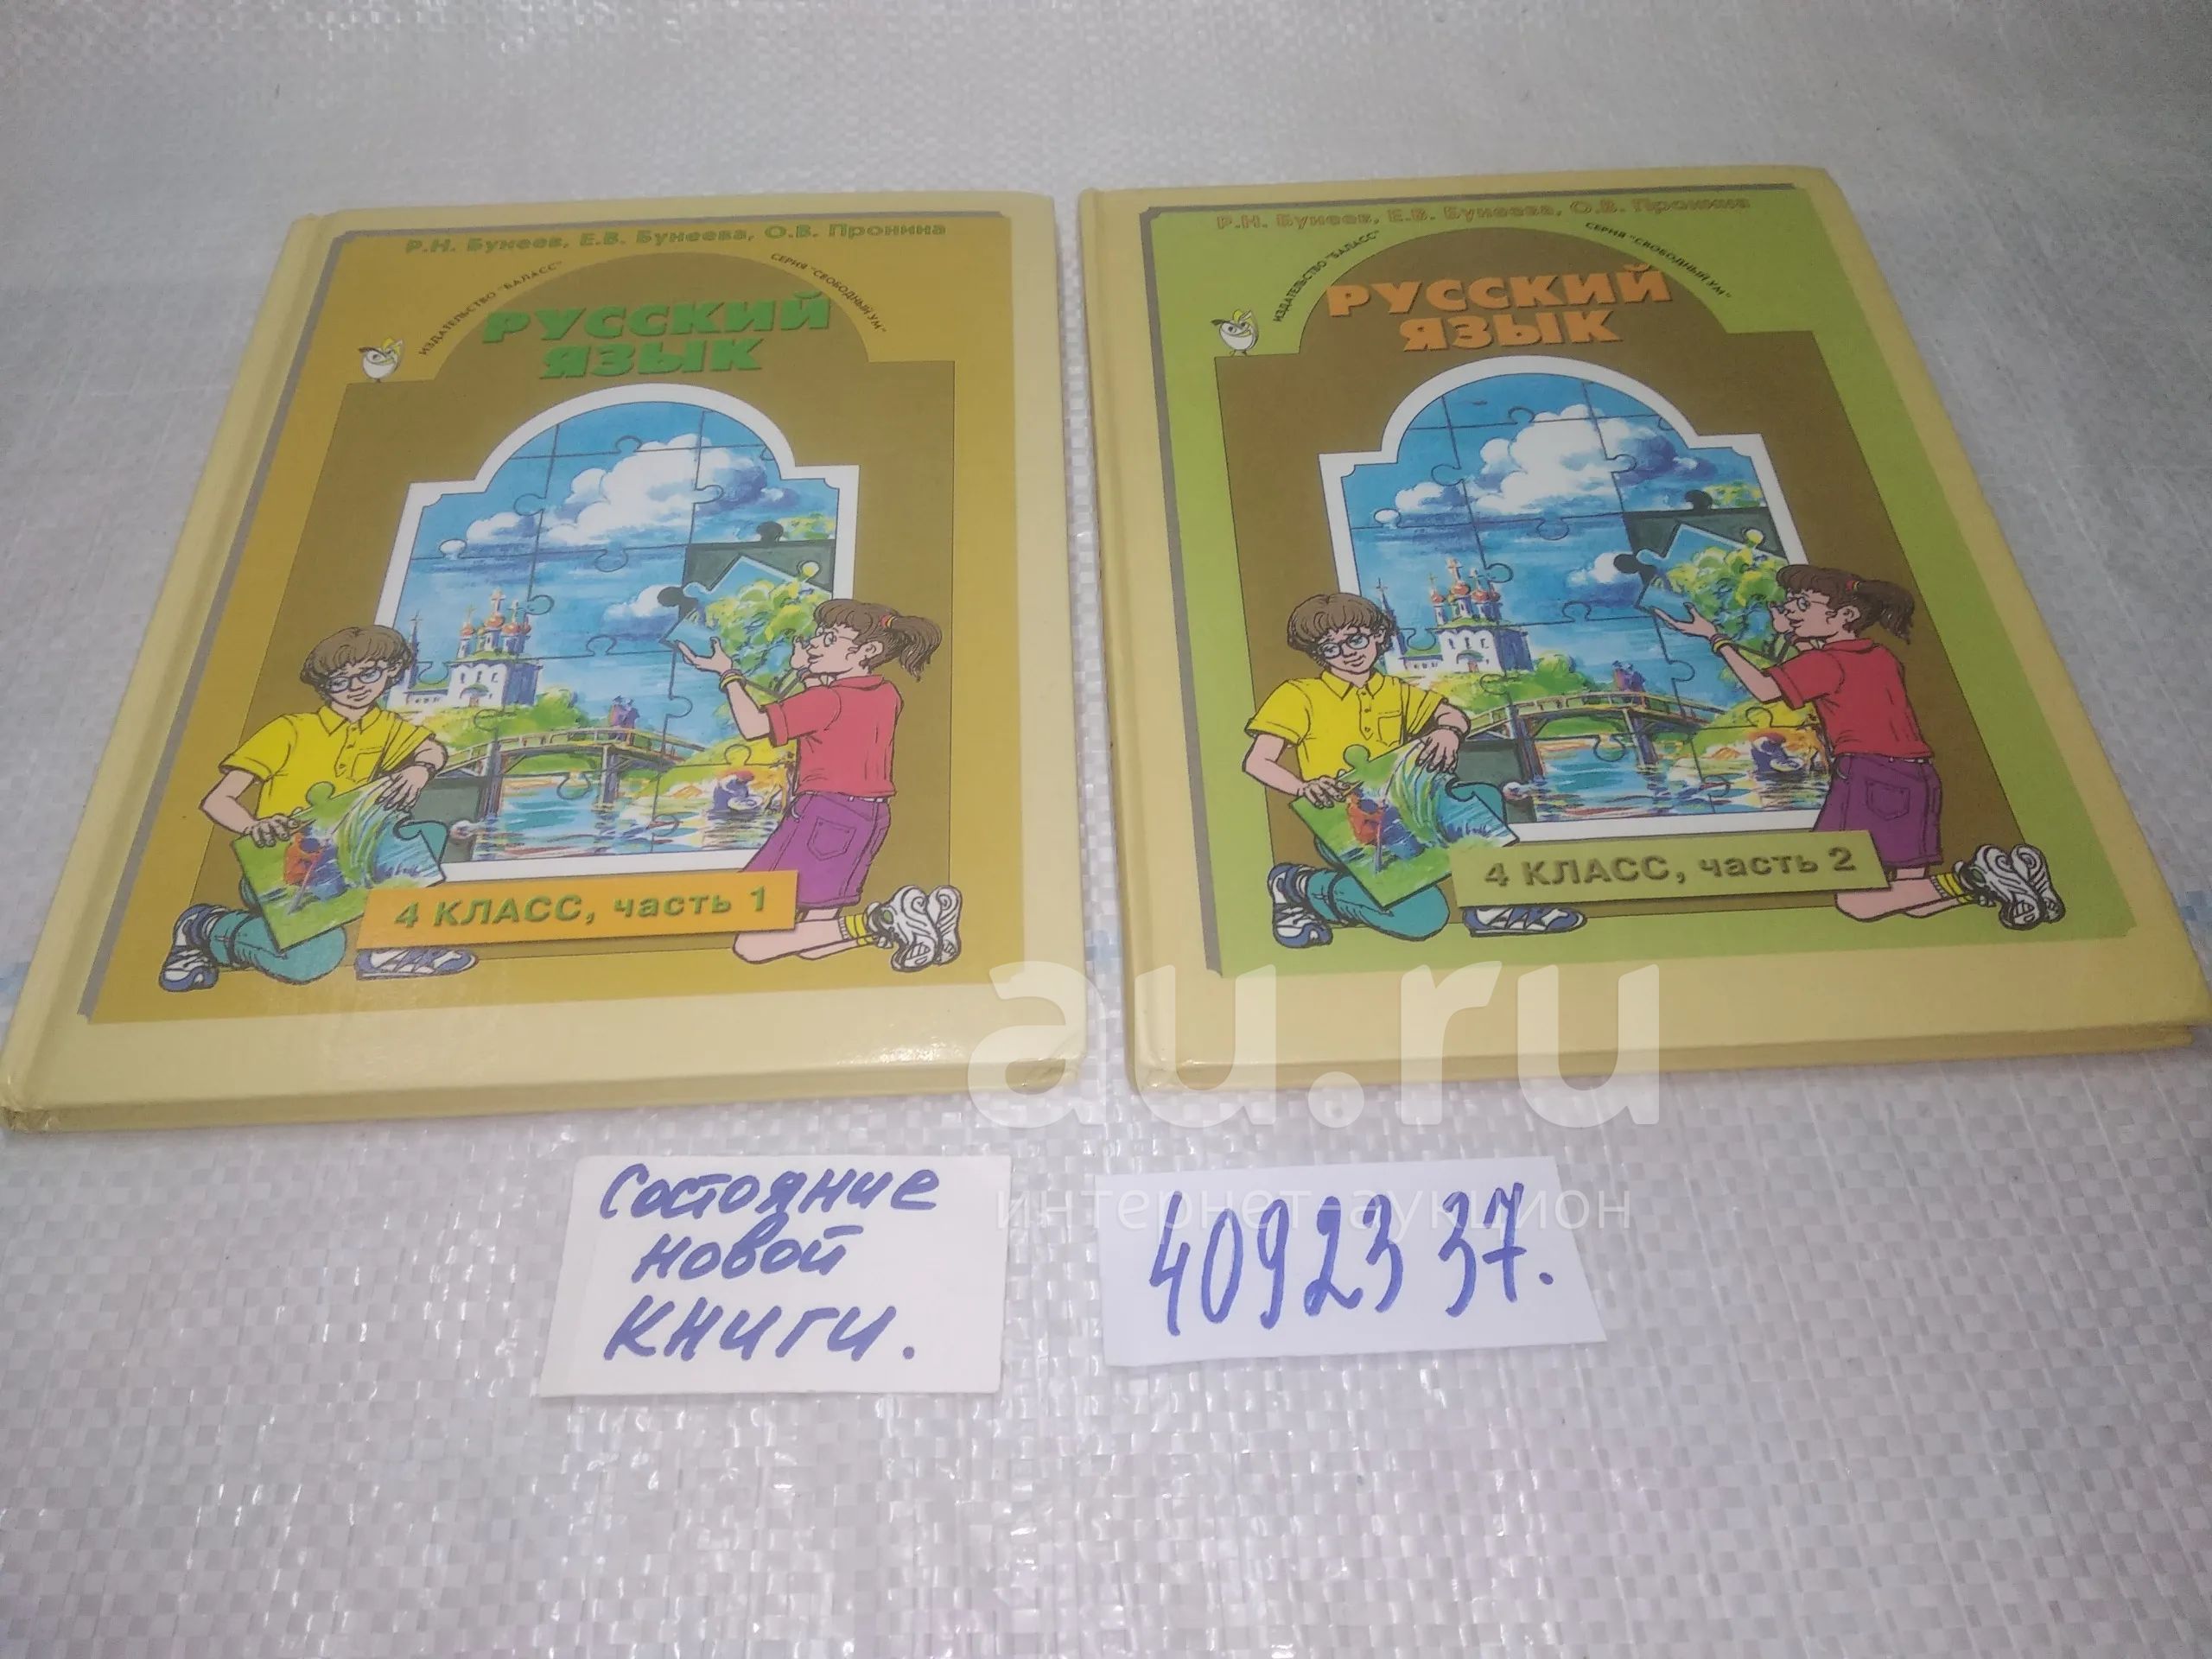 Р.Н. Бунеев, Е.В. Бунеева, О.В. Пронина
ИЗДАТЕЛЬСТВО "БАЛАСС"
СЕРИЯ "СВОБОДНЫЙ УМ"
РУССКИЙ
ЯЗЫК
4 КЛАСС, часть 1
Р.Н. Бунеев, Е.В. Бунеева, О.В. Пронина
ИЗДАТЕЛЬСТВО "БАЛАСС"
СЕРИЯ "СВОБОДНЫЙ УМ"
РУССКИЙ
ЯЗЫК
4 КЛАСС, часть 2
au.ru
интернет-аукцион
Состояние
новой
книги.
4092337.